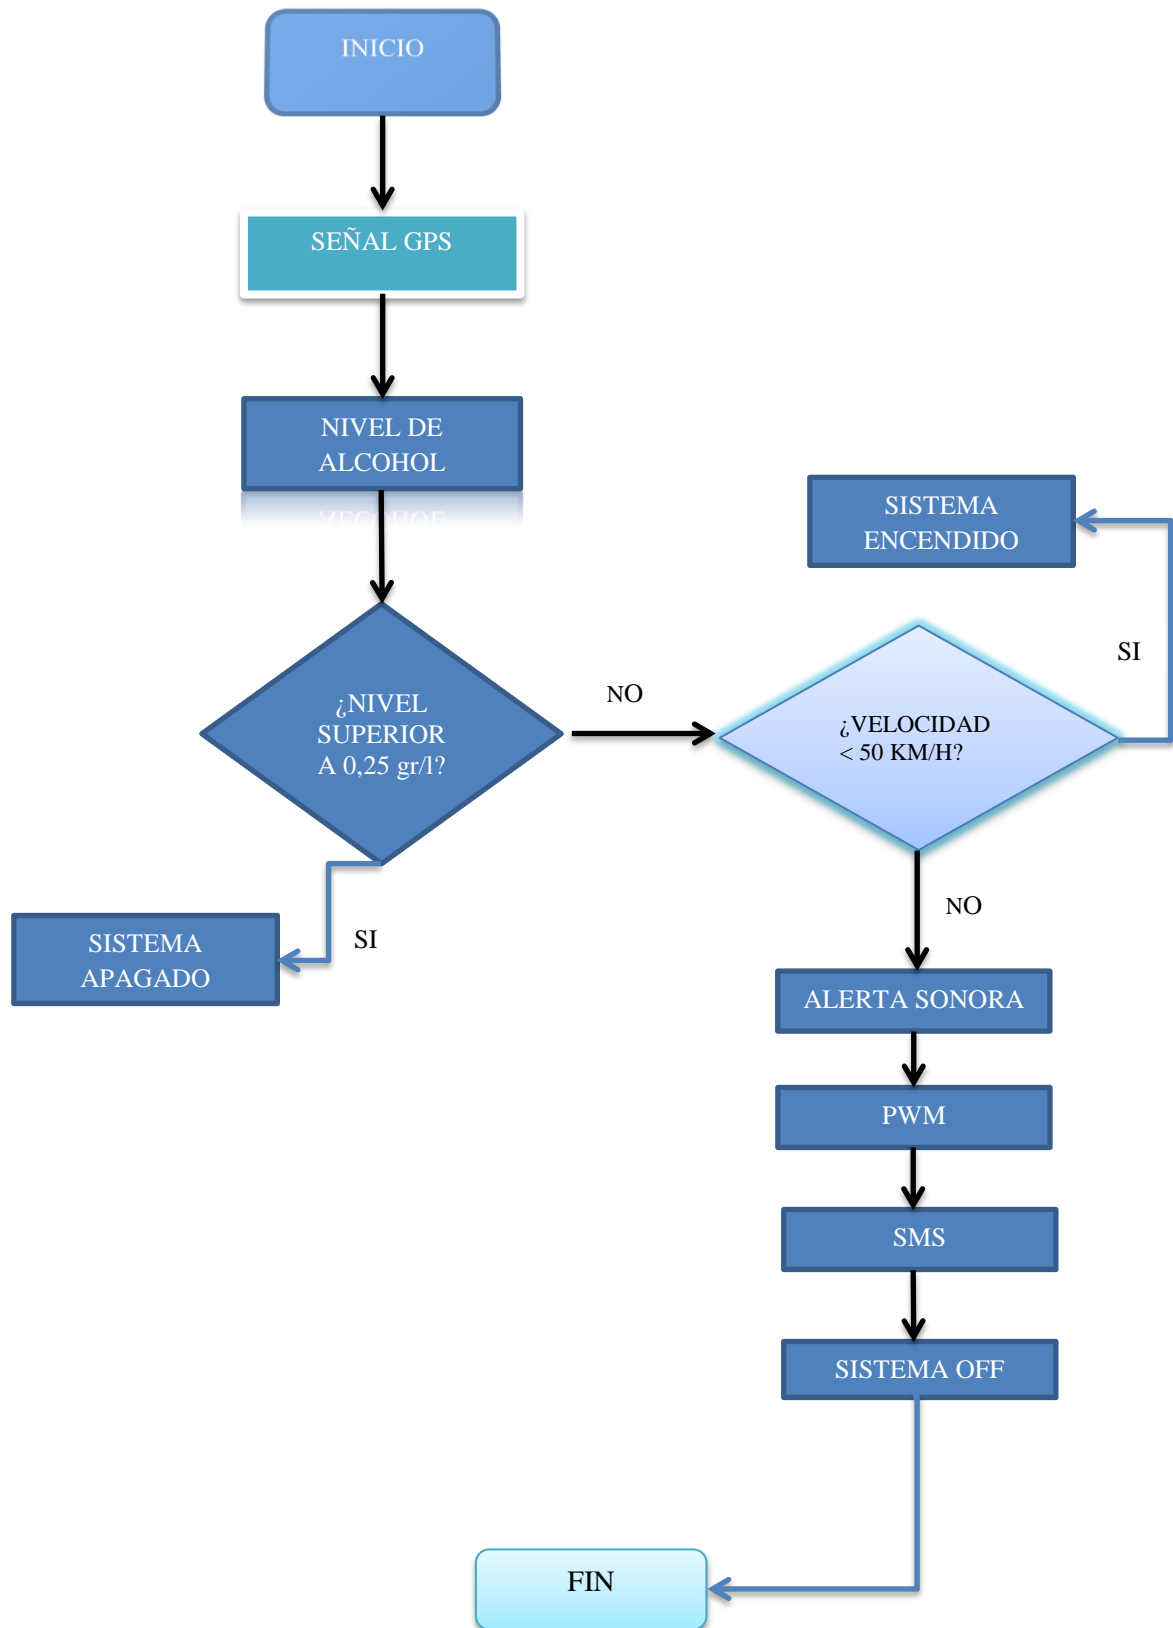 INICIO
SEÑAL GPS
NIVEL DE
ALCOHOL
¿NIVEL
SUPERIOR
A 0,25 gr/l?
NO
SI
SISTEMA
APAGADO
¿VELOCIDAD
< 50 KM/H?
SI
SISTEMA
ENCENDIDO
NO
ALERTA SONORA
PWM
SMS
SISTEMA OFF
FIN